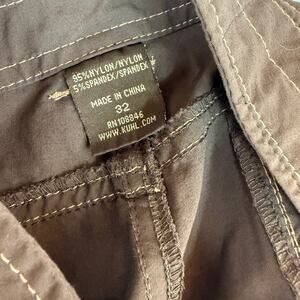 95%NYLON/NYLON
5%SPANDEX/SPANDEX
MADE IN CHINA
32
RN108846
WWW.KUHL.COM